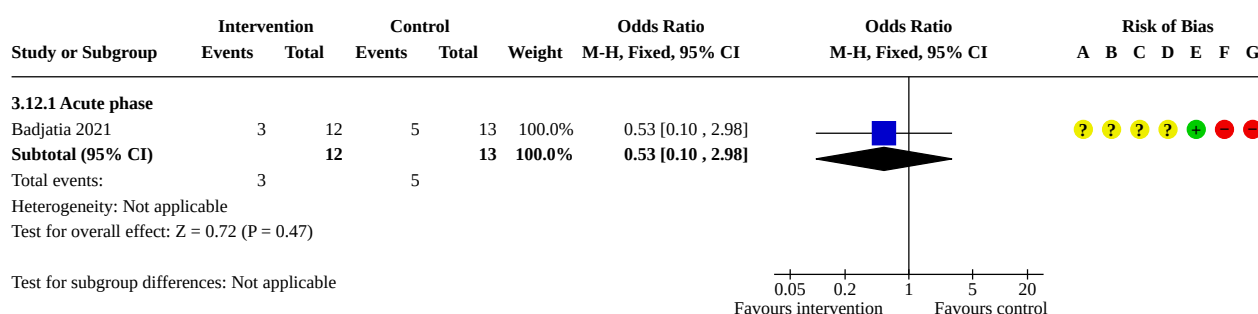 Intervention Control Odds Ratio Odds Ratio Risk of Bias
Study or Subgroup Events Total Events Total Weight M-H, Fixed, 95% CI M-H, Fixed, 95% CI A B C D E F G
3.12.1 Acute phase
Badjatia 2021 3 12 5 13 100.0% 0.53 [0.10 , 2.98] ? ? ? ? + − −
Subtotal (95% CI) 12 13 100.0% 0.53 [0.10 , 2.98]
Total events: 3 5
Heterogeneity: Not applicable
Test for overall effect: Z = 0.72 (P = 0.47)
Test for subgroup differences: Not applicable
0.05 0.2 1 5 20
Favours intervention Favours control